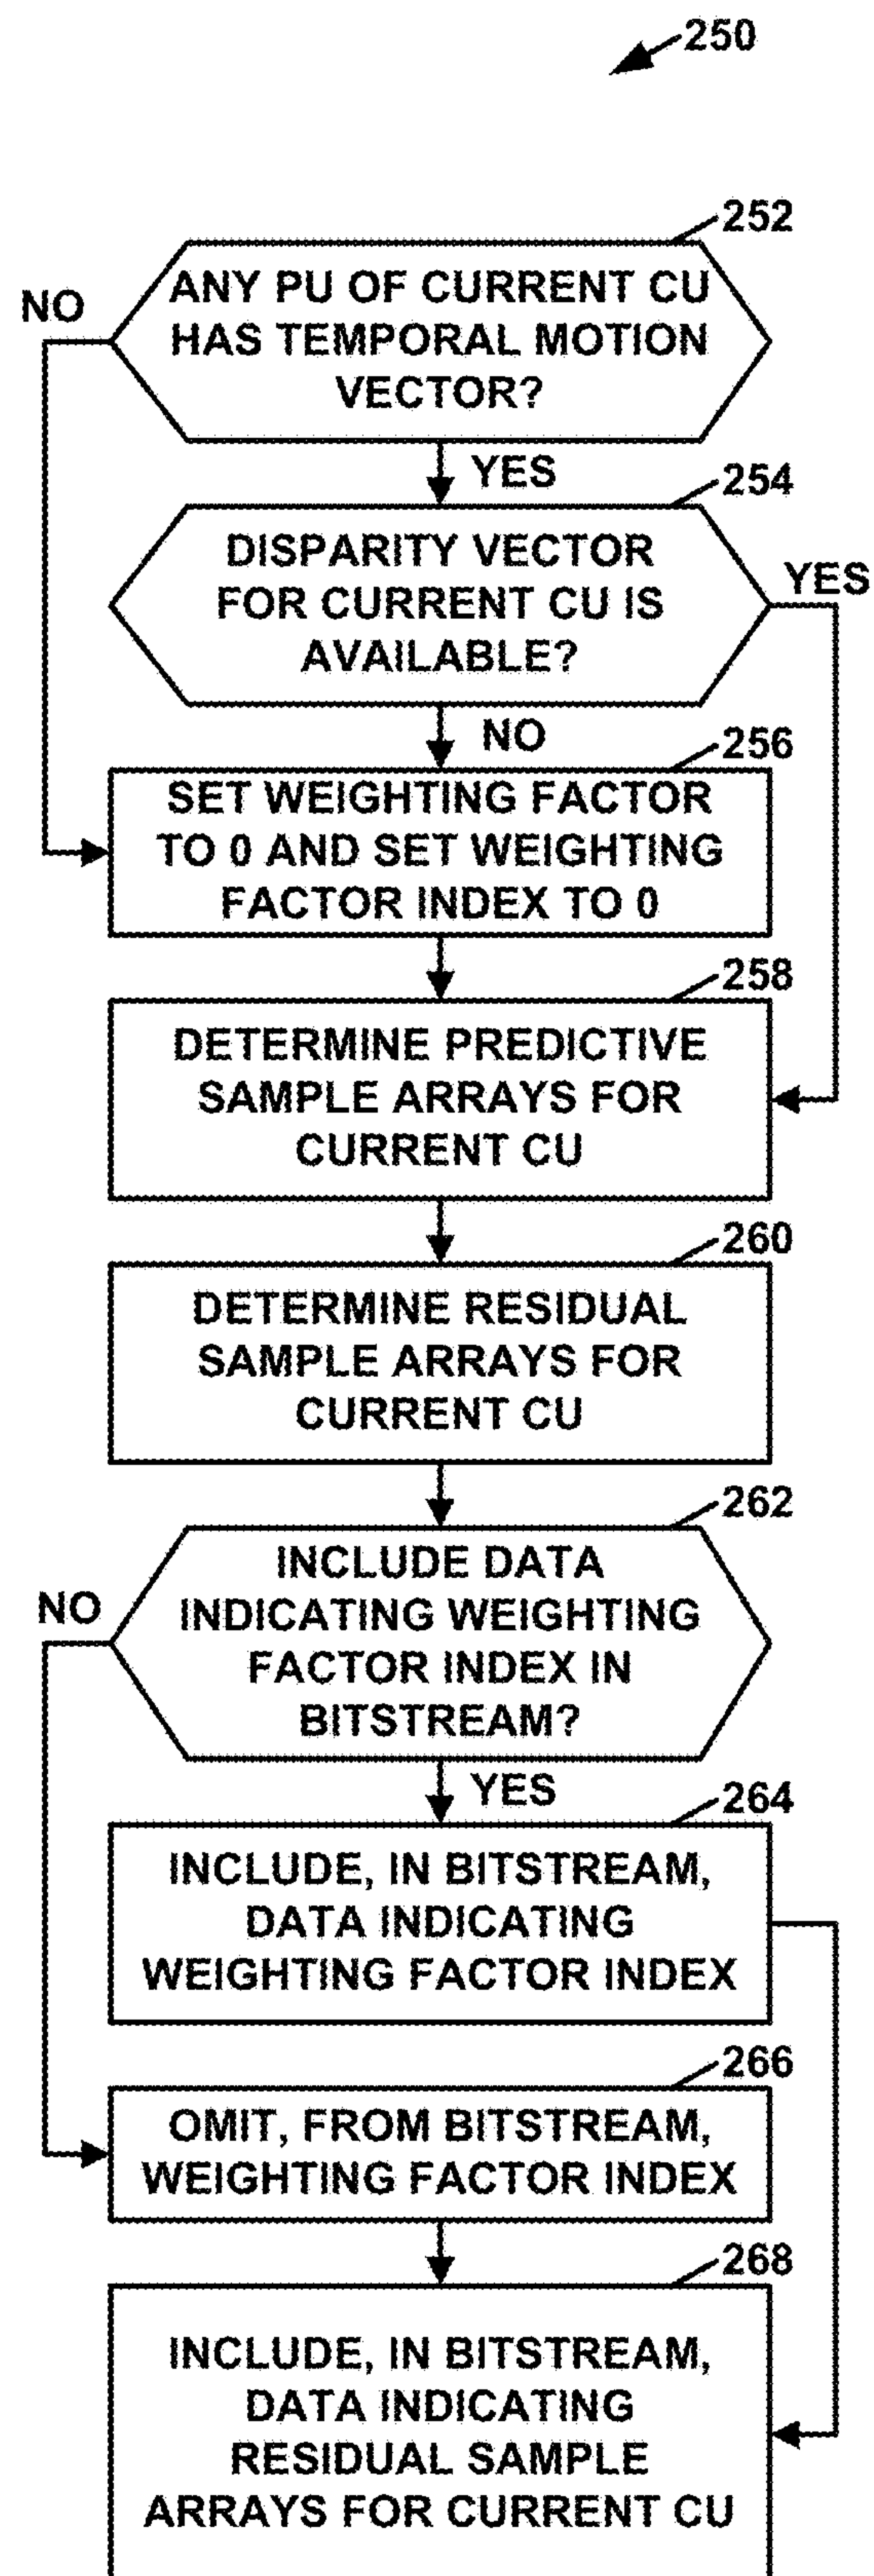 250
252
ANY PU OF CURRENT CU
HAS TEMPORAL MOTION
VECTOR?
NO
YES
254
DISPARITY VECTOR
FOR CURRENT CU IS
AVAILABLE?
YES
NO
256
SET WEIGHTING FACTOR
TO 0 AND SET WEIGHTING
FACTOR INDEX TO 0
258
DETERMINE PREDICTIVE
SAMPLE ARRAYS FOR
CURRENT CU
260
DETERMINE RESIDUAL
SAMPLE ARRAYS FOR
CURRENT CU
262
INCLUDE DATA
INDICATING WEIGHTING
FACTOR INDEX IN
BITSTREAM?
NO
YES
264
INCLUDE, IN BITSTREAM,
DATA INDICATING
WEIGHTING FACTOR INDEX
266
OMIT, FROM BITSTREAM,
WEIGHTING FACTOR INDEX
268
INCLUDE, IN BITSTREAM,
DATA INDICATING
RESIDUAL SAMPLE
ARRAYS FOR CURRENT CU